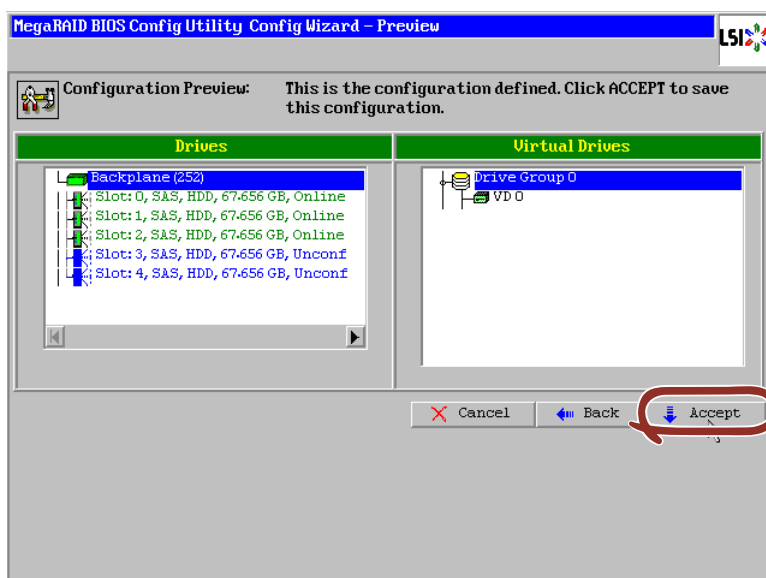 MegaRAID BIOS Config Utility Config Wizard - Preview
LSI
Configuration Preview: This is the configuration defined. Click ACCEPT to save
this configuration.
Drives
Backplane (252)
Slot: 0, SAS, HDD, 67.656 GB, Online
Slot: 1, SAS, HDD, 67.656 GB, Online
Slot: 2, SAS, HDD, 67.656 GB, Online
Slot: 3, SAS, HDD, 67.656 GB, Unconf
Slot: 4, SAS, HDD, 67.656 GB, Unconf
Virtual Drives
Drive Group 0
VD 0
Cancel
Back
Accept